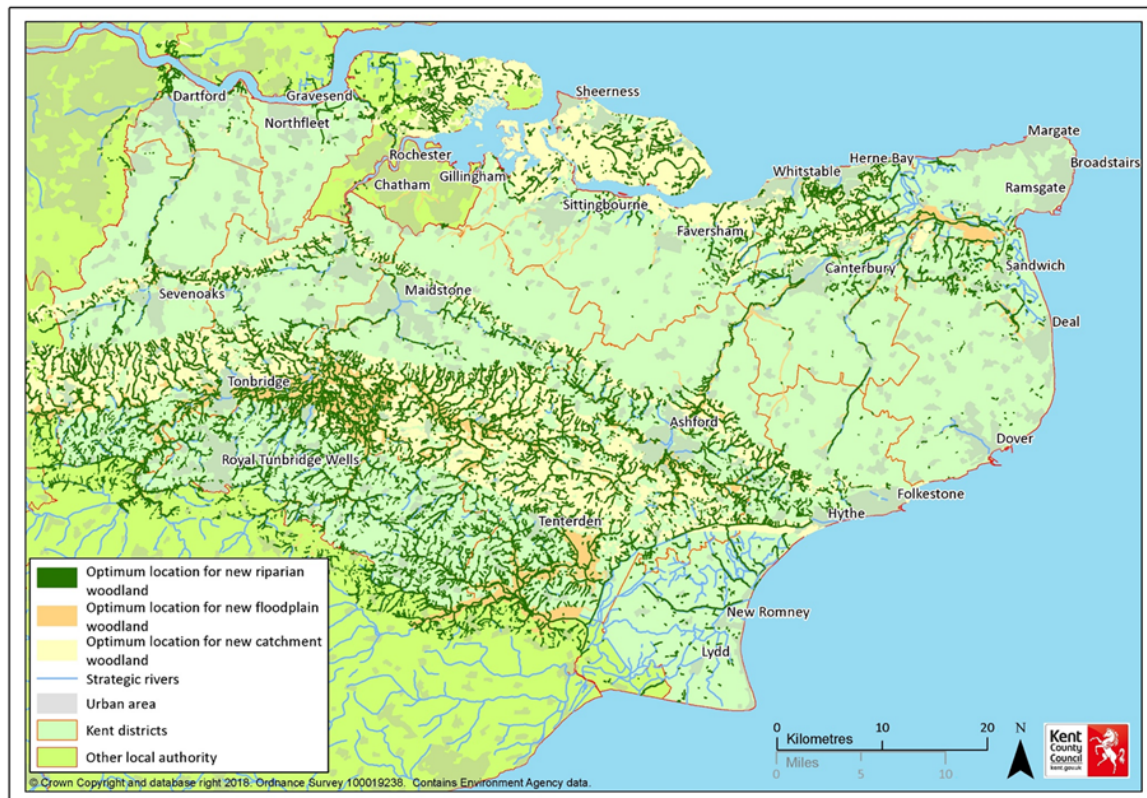 Sheerness
Dartford
Gravesend
Northfleet
Margate
Herne Bay
Broadstairs
Rochester
Whitstable
Gillingham
Chatham
Ramsgate
Sittingbourne
Faversham
Canterbury
Sandwich
Sevenoaks
Maidstone
Deal
Tonbridge
Ashford
Dover
Royal Tunbridge Wells
Folkestone
Hythe
Tenterden
New Romney
Lydd
Optimum location for new riparian
woodland
Optimum location for new floodplain
woodland
Optimum location for new catchment
woodland
Strategic rivers
Urban area
Kent districts
Other local authority
0 10 20
Kilometres
Miles
0 5 10
N
Kent
County
Council
kent.gov.uk
© Crown Copyright and database right 2018. Ordnance Survey 100019238. Contains Environment Agency data.